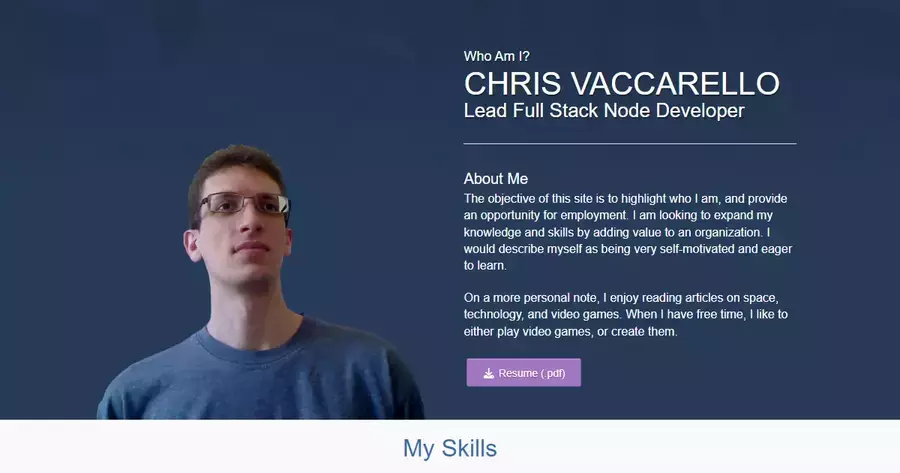 Who Am I?
CHRIS VACCARELLO
Lead Full Stack Node Developer
About Me
The objective of this site is to highlight who I am, and provide
an opportunity for employment. I am looking to expand my
knowledge and skills by adding value to an organization. I
would describe myself as being very self-motivated and eager
to learn.
On a more personal note, I enjoy reading articles on space,
technology, and video games. When I have free time, I like to
either play video games, or create them.
Resume (.pdf)
My Skills